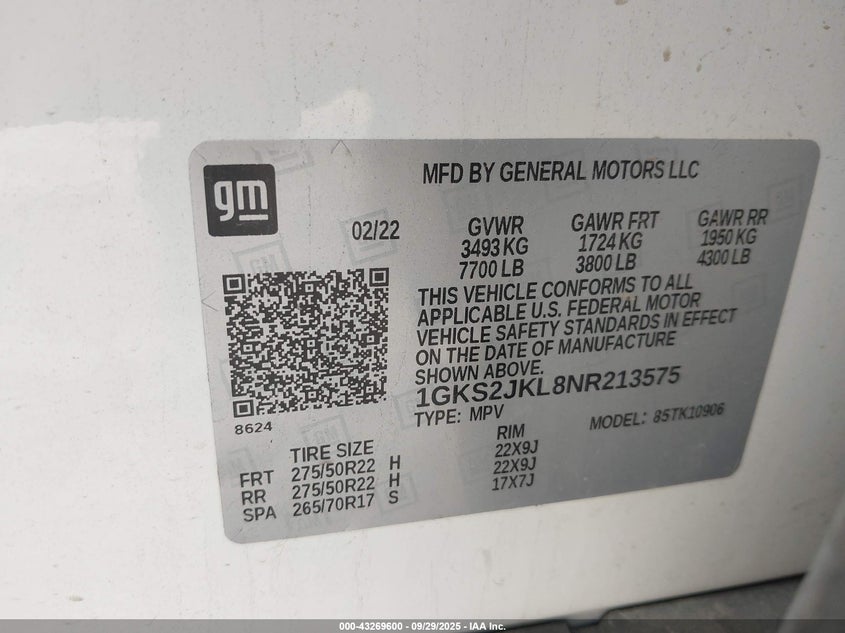 gm
MFD BY GENERAL MOTORS LLC
02/22
GVWR GAWR FRT GAWR RR
3493 KG 1724 KG 1950 KG
7700 LB 3800 LB 4300 LB
THIS VEHICLE CONFORMS TO ALL
APPLICABLE U.S. FEDERAL MOTOR
VEHICLE SAFETY STANDARDS IN EFFECT
ON THE DATE OF MANUFACTURE
SHOWN ABOVE.
1GKS2JKL8NR213575
TYPE: MPV MODEL: 85TK10906
8624
TIRE SIZE RIM
FRT 275/50R22 H 22X9J
RR 275/50R22 H 22X9J
SPA 265/70R17 S 17X7J
000-43269600 - 09/29/2025 - IAA Inc.